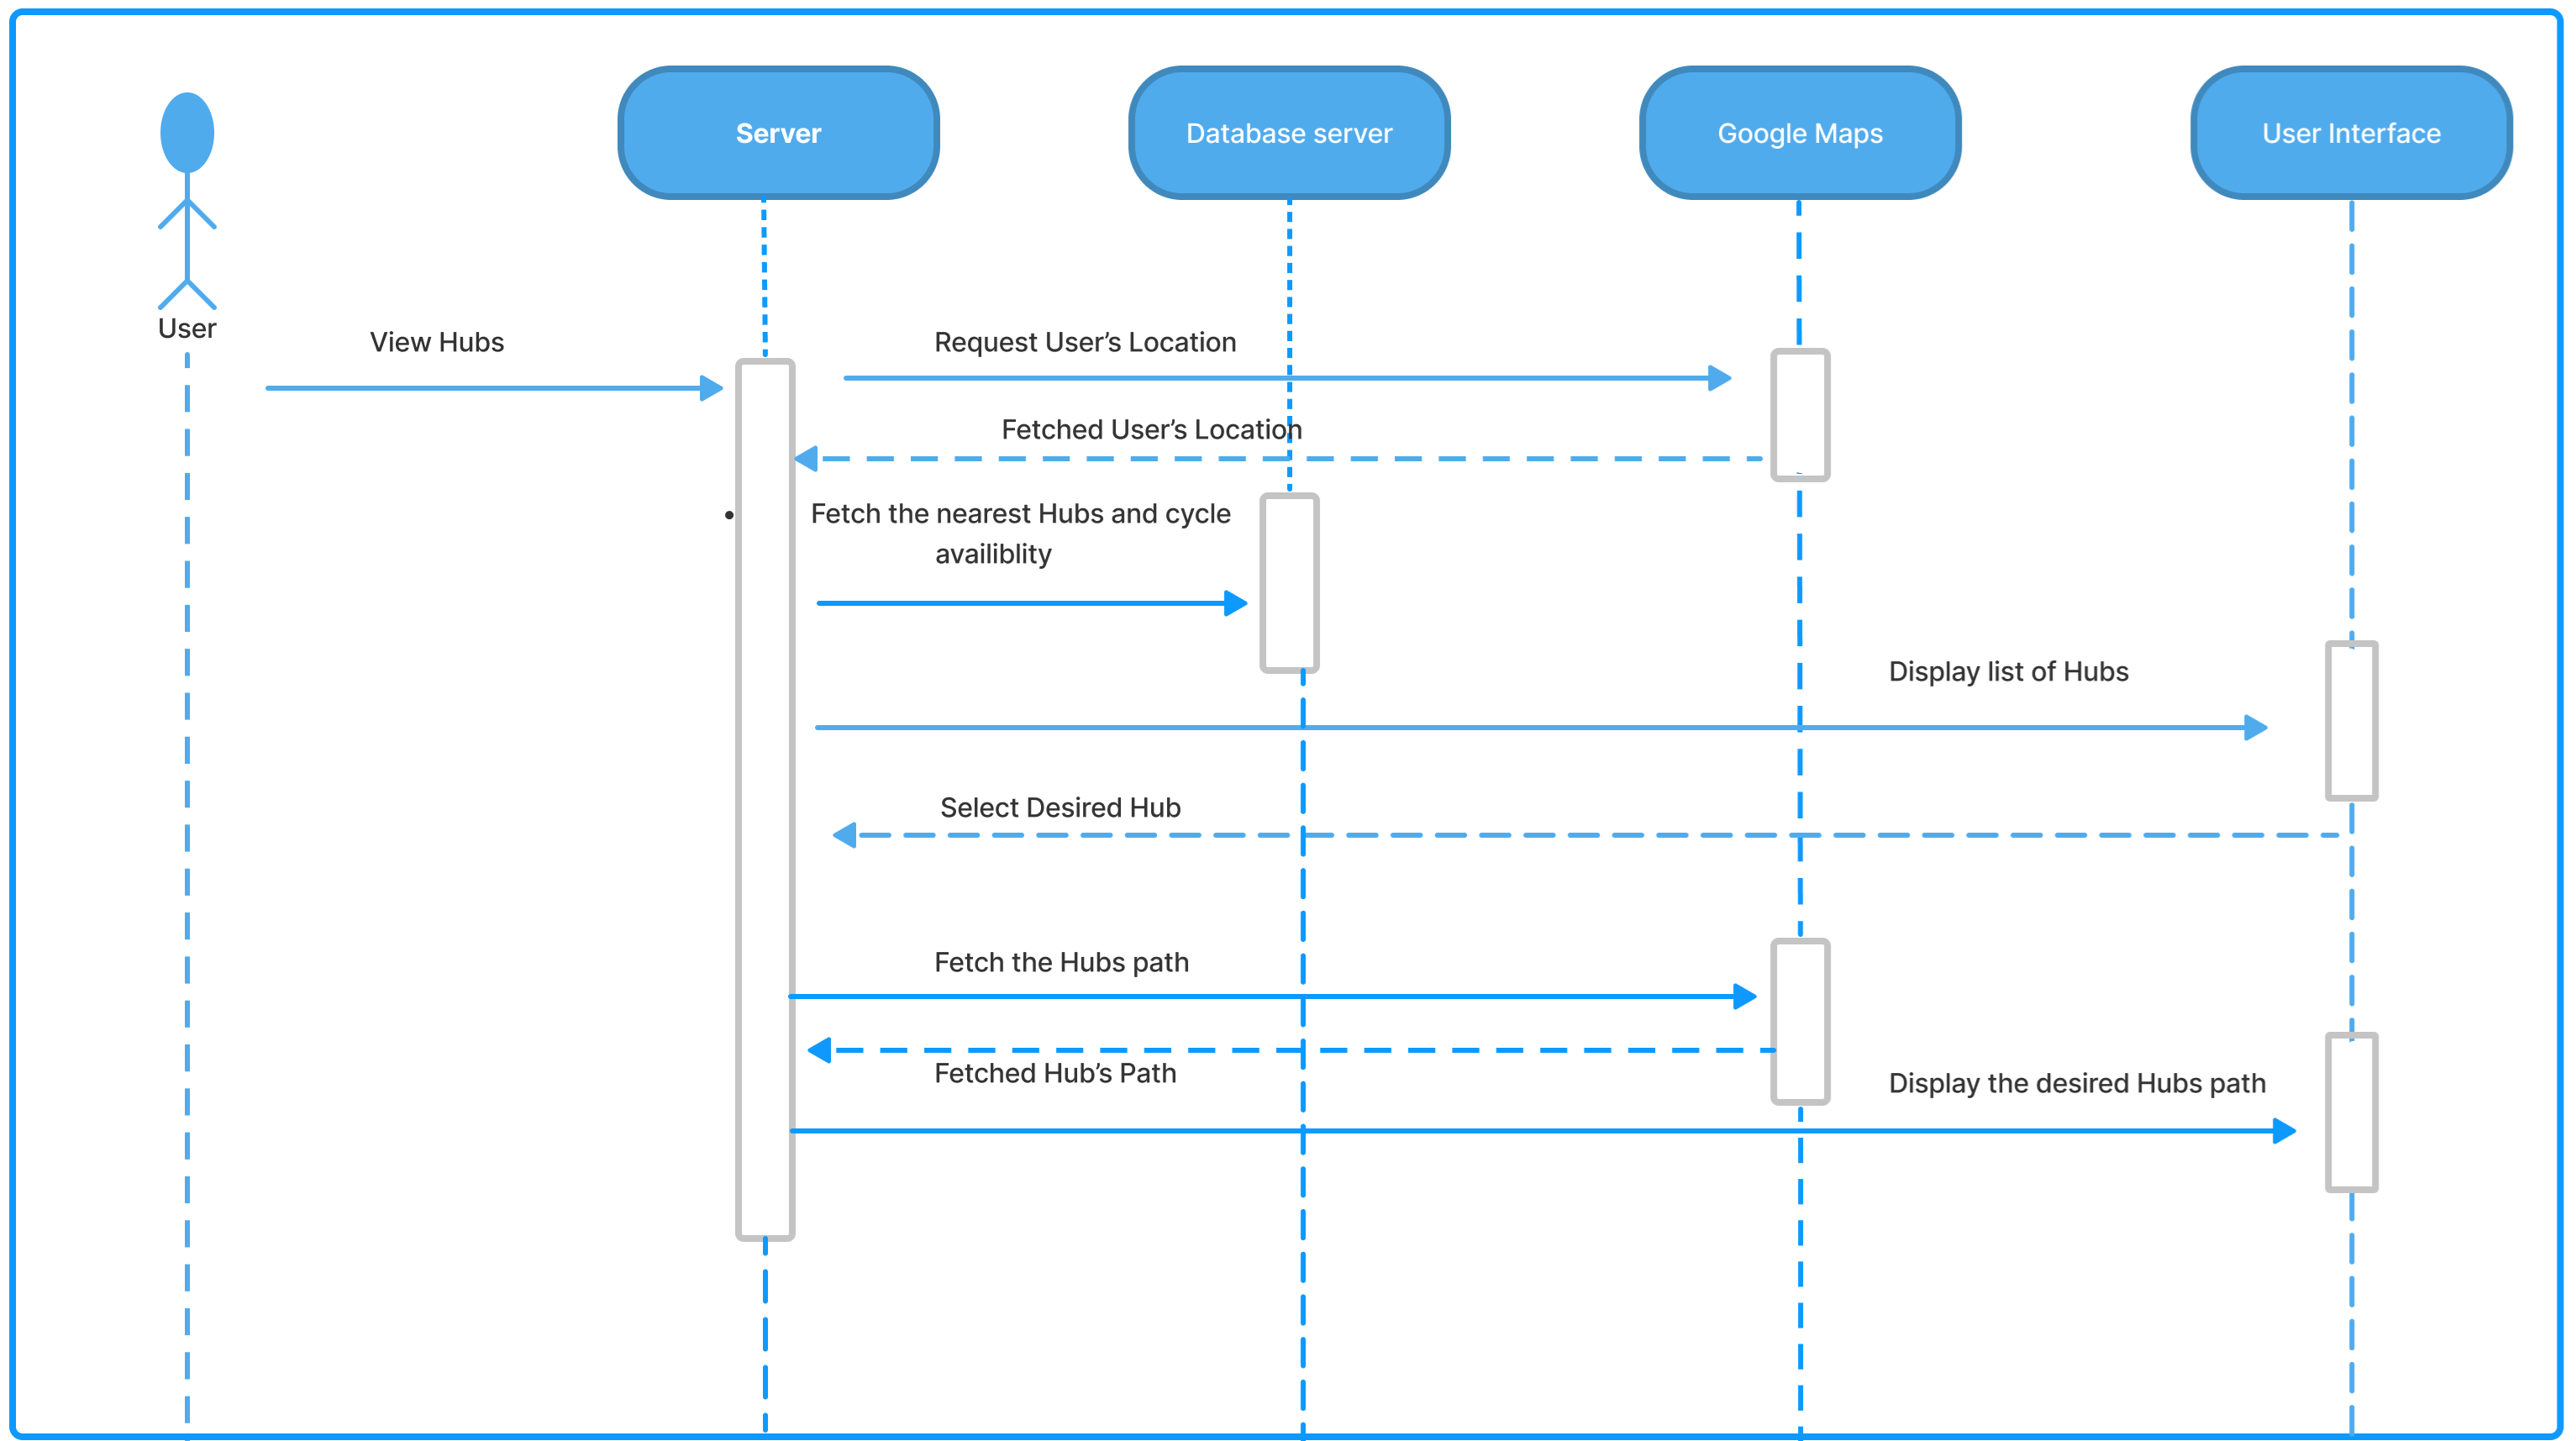 Server
Database server
Google Maps
User Interface
User
View Hubs
Request User’s Location
Fetched User’s Location
• Fetch the nearest Hubs and cycle
availiblity
Display list of Hubs
Select Desired Hub
Fetch the Hubs path
Fetched Hub’s Path
Display the desired Hubs path